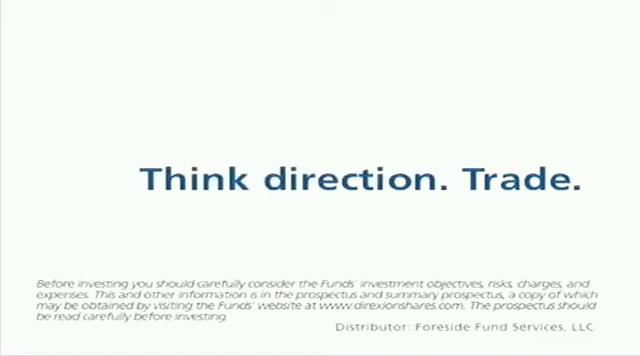 Think direction. Trade.
Before investing you should carefully consider the Funds' investment objectives, risks, charges, and
expenses. This and other information is in the prospectus and summary prospectus, a copy of which
may be obtained by visiting the Funds' website at www.direxionshares.com. The prospectus should
be read carefully before investing.
Distributor: Foreside Fund Services, LLC